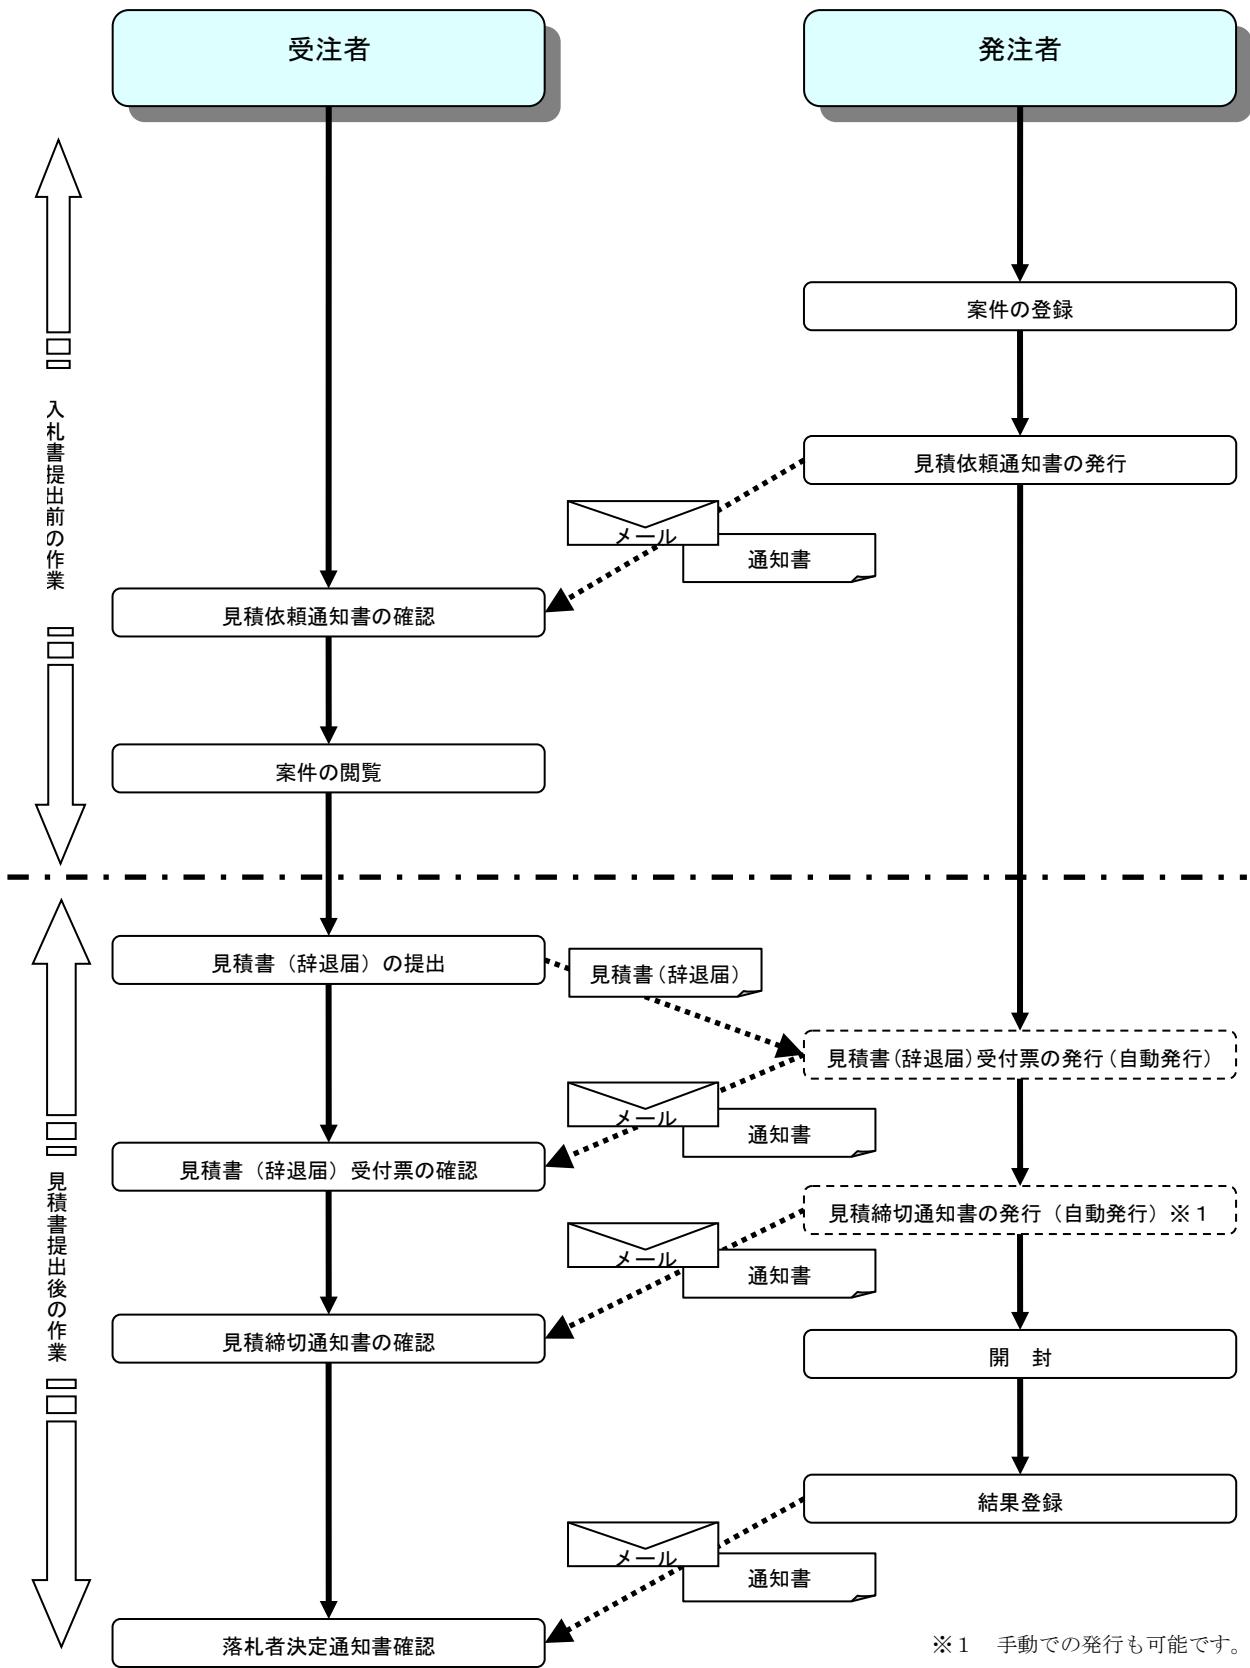 受注者
発注者
案件の登録
入札書提出前の作業
見積依頼通知書の発行
メール
通知書
見積依頼通知書の確認
案件の閲覧
見積書（辞退届）の提出
見積書(辞退届)
見積書(辞退届)受付票の発行(自動発行)
メール
通知書
見積書（辞退届）受付票の確認
見積書提出後の作業
見積締切通知書の発行（自動発行）※１
メール
通知書
見積締切通知書の確認
開　封
結果登録
メール
通知書
落札者決定通知書確認
※１　手動での発行も可能です。